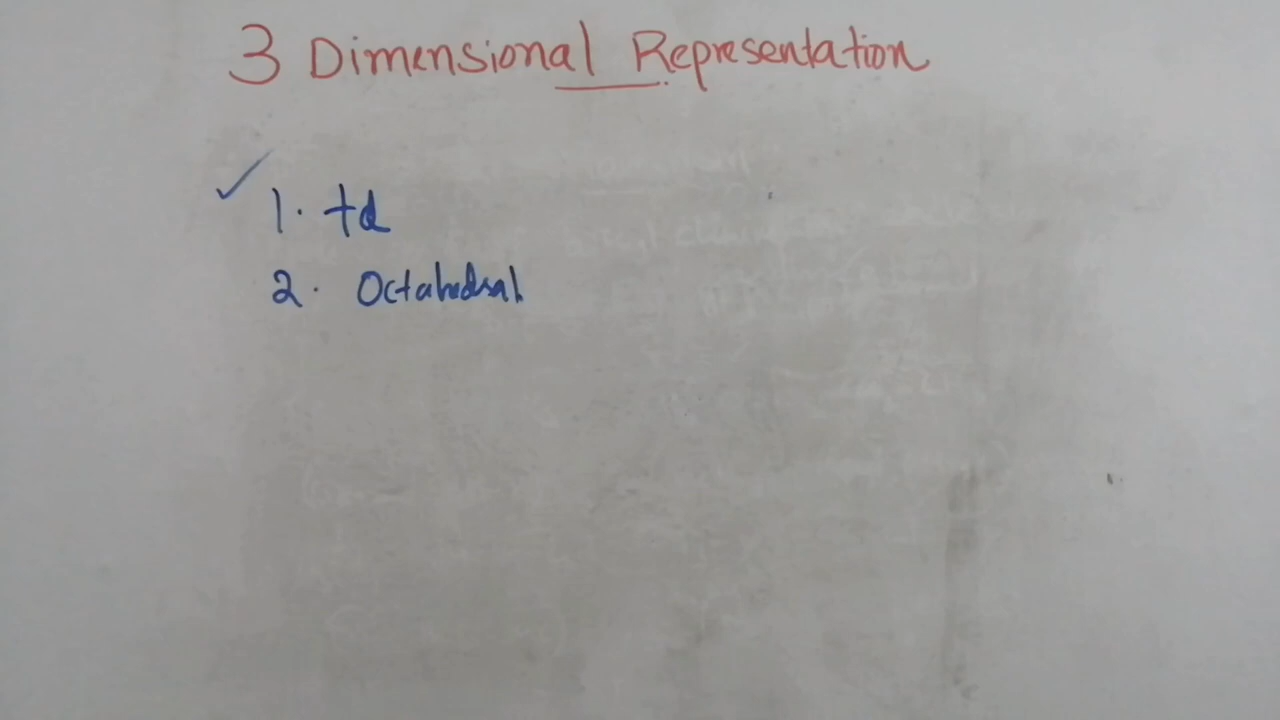 3 Dimensional Representation
✓ 1. td
2. Octahedral